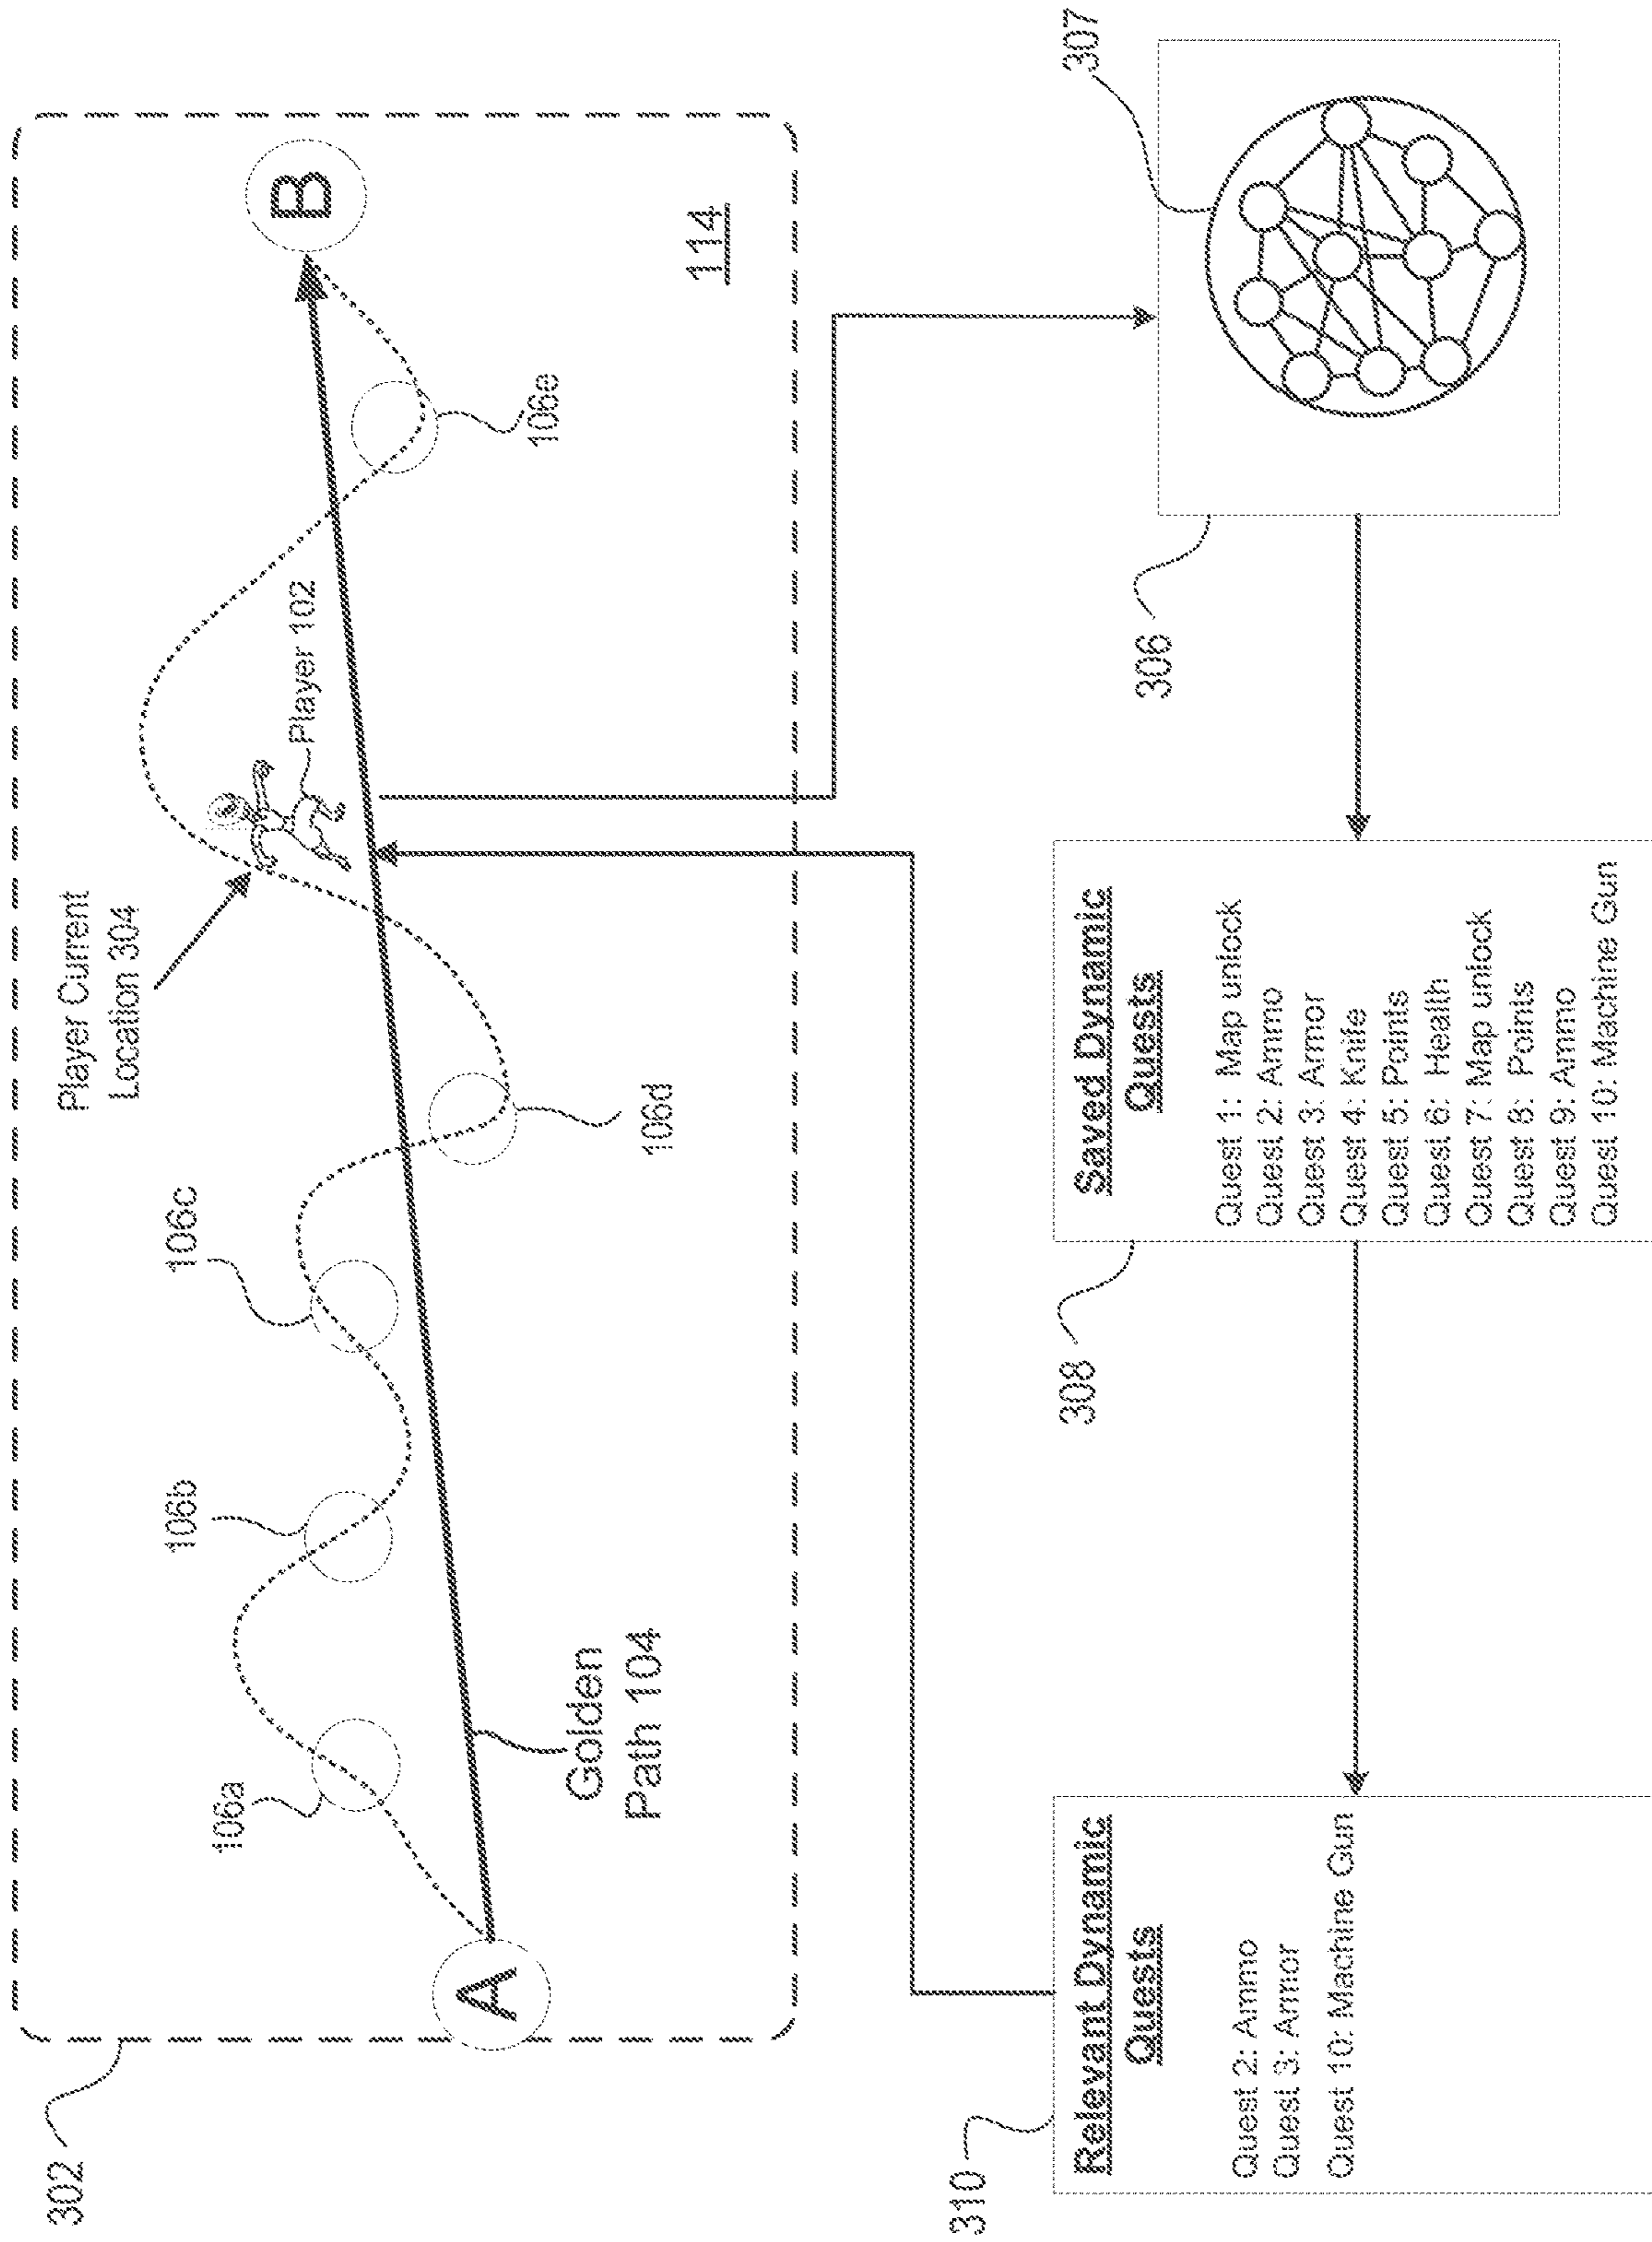 302
A
B
106a
106b
106c
106d
106e
Player Current
Location 304
Player 102
Golden
Path 104
114
310
Relevant Dynamic
Quests
Quest 2: Ammo
Quest 3: Armor
Quest 10: Machine Gun
308
Saved Dynamic
Quests
Quest 1: Map unlock
Quest 2: Ammo
Quest 3: Armor
Quest 4: Knife
Quest 5: Points
Quest 6: Health
Quest 7: Map unlock
Quest 8: Points
Quest 9: Ammo
Quest 10: Machine Gun
306
307